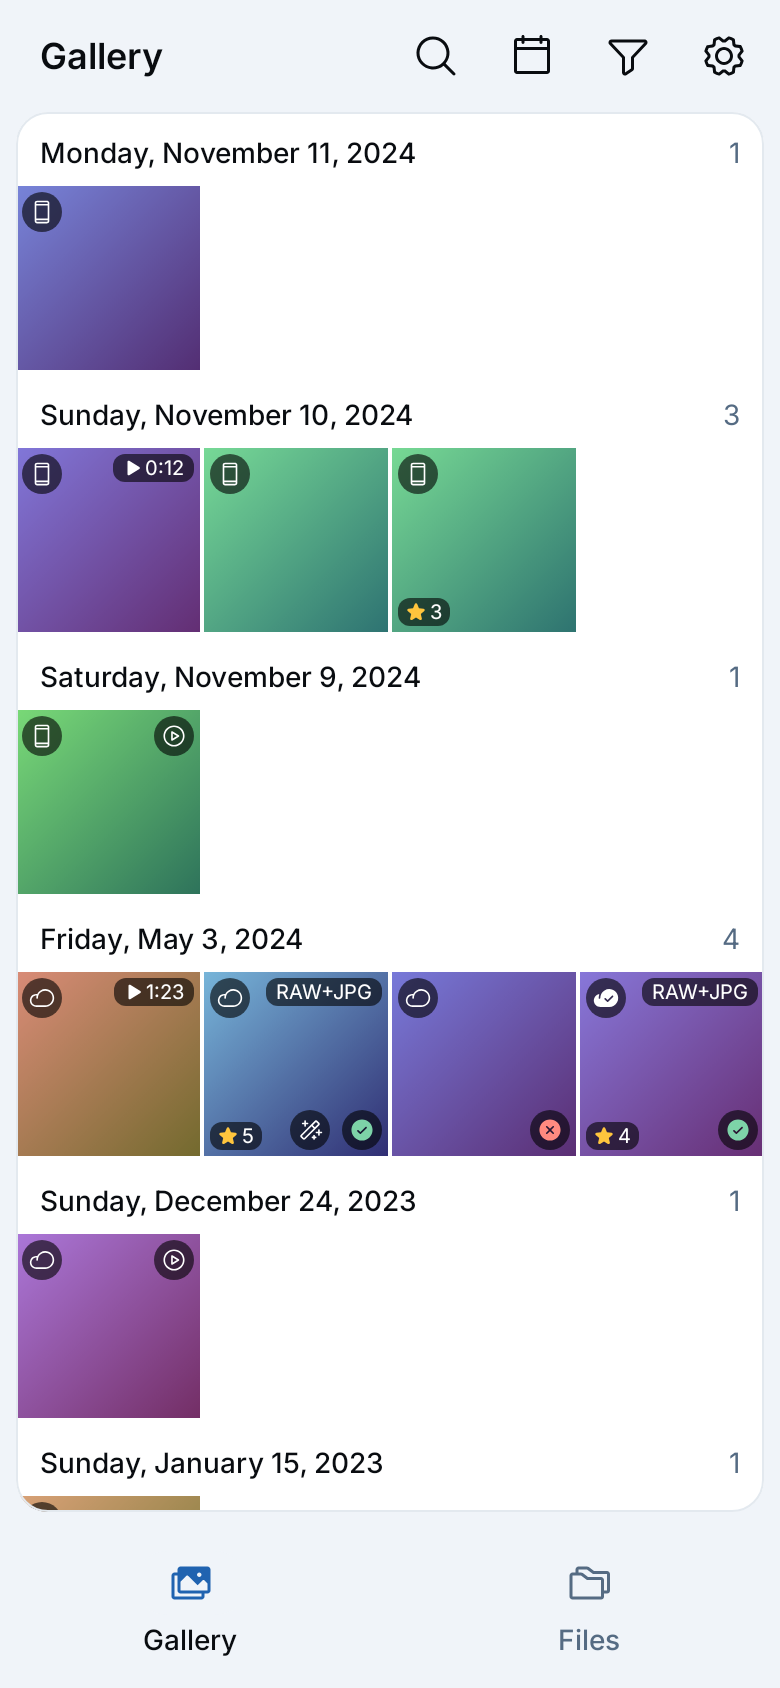 Gallery
Monday, November 11, 2024 1
Sunday, November 10, 2024 3
0:12
3
Saturday, November 9, 2024 1
Friday, May 3, 2024 4
1:23 RAW+JPG RAW+JPG
5 4
Sunday, December 24, 2023 1
Sunday, January 15, 2023 1
Gallery Files